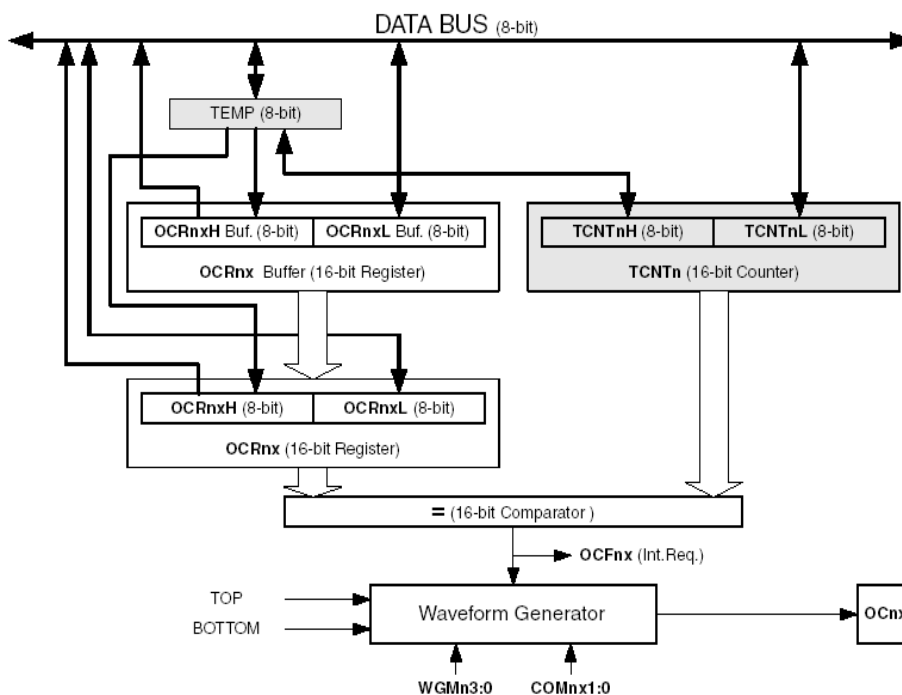 DATA BUS (8-bit)
TEMP (8-bit)
OCRnxH Buf. (8-bit) OCRnxL Buf. (8-bit)
OCRnx Buffer (16-bit Register)
TCNTnH (8-bit) TCNTnL (8-bit)
TCNTn (16-bit Counter)
OCRnxH (8-bit) OCRnxL (8-bit)
OCRnx (16-bit Register)
= (16-bit Comparator )
OCFnx (Int.Req.)
TOP
BOTTOM
Waveform Generator
OCnx
WGMn3:0 COMnx1:0